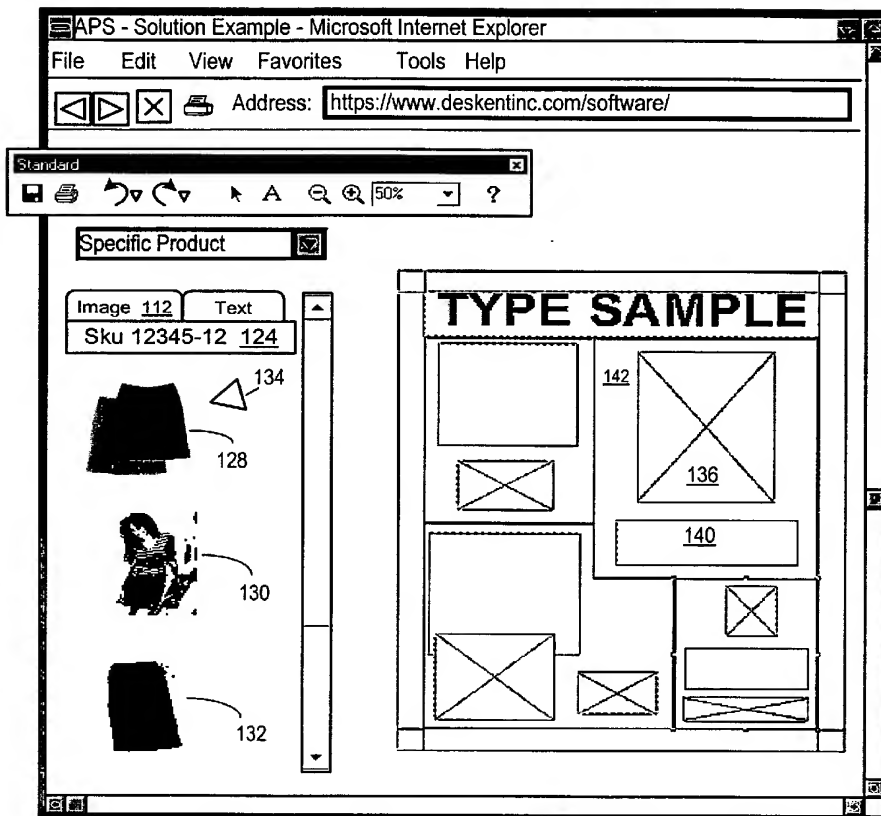 APS - Solution Example - Microsoft Internet Explorer
File Edit View Favorites Tools Help
Address: https://www.deskentinc.com/software/
Standard
A 50% ?
Specific Product
Image 112 Text
Sku 12345-12 124
134
128
130
132
TYPE SAMPLE
142
136
140